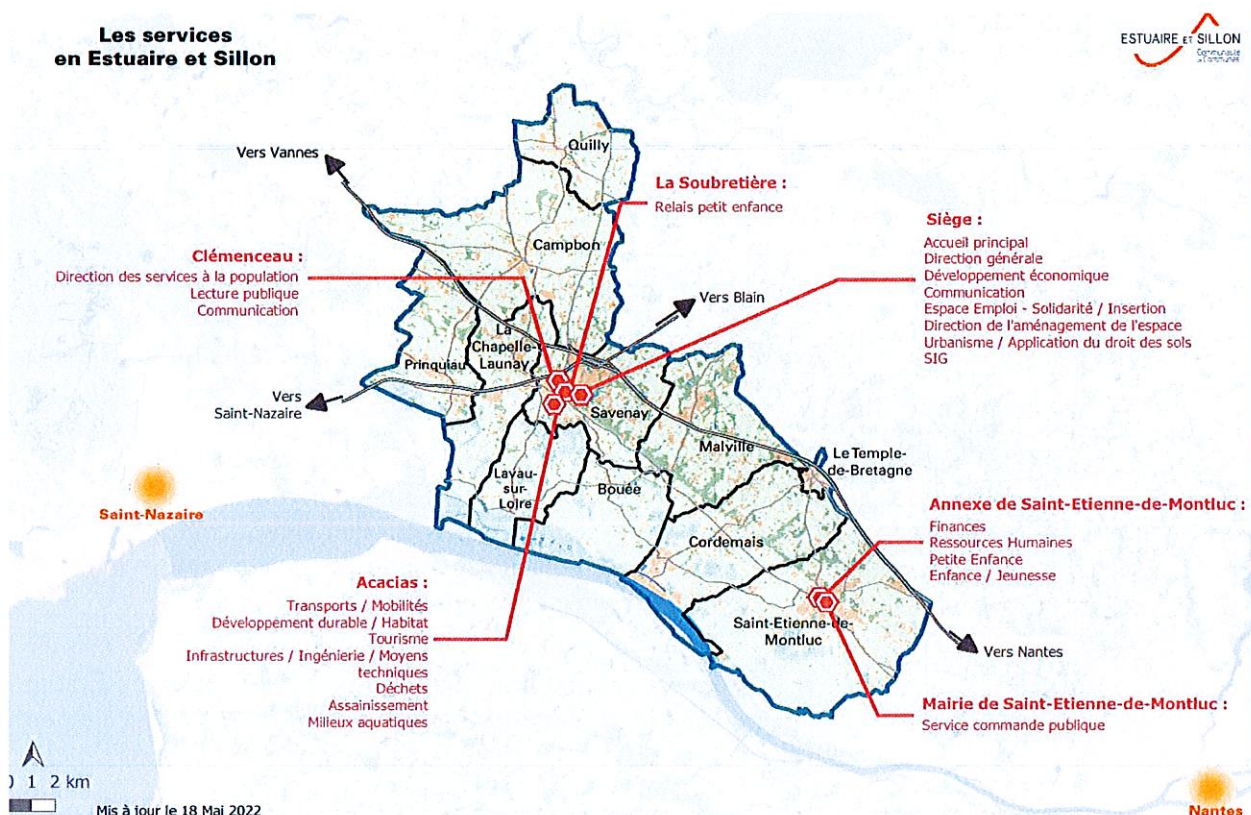 Les services
en Estuaire et Sillon
ESTUAIRE ET SILLON
Communauté
de Communes
Vers Vannes
Quilly
La Soubretière :
Relais petit enfance
Siège :
Accueil principal
Direction générale
Développement économique
Communication
Espace Emploi - Solidarité / Insertion
Direction de l'aménagement de l'espace
Urbanisme / Application du droit des sols
SIG
Campbon
Clémenceau :
Direction des services à la population
Lecture publique
Communication
Vers Blain
La
Chapelle-
Launay
Prinquiau
Vers
Saint-Nazaire
Savenay
Malville
Le Temple-
de-Bretagne
Lavau-
sur-
Loire
Bouée
Saint-Nazaire
Cordemais
Annexe de Saint-Etienne-de-Montluc :
Finances
Ressources Humaines
Petite Enfance
Enfance / Jeunesse
Acacias :
Transports / Mobilités
Développement durable / Habitat
Tourisme
Infrastructures / Ingénierie / Moyens
techniques
Déchets
Assainissement
Milleux aquatiques
Saint-Etienne-de-
Montluc
Vers Nantes
Mairie de Saint-Etienne-de-Montluc :
Service commande publique
0 1 2 km
Mis à jour le 18 Mai 2022
Nantes